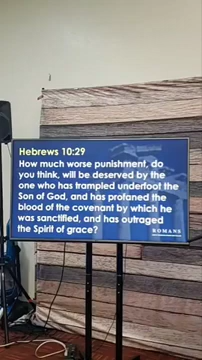 Hebrews 10:29
How much worse punishment, do
you think, will be deserved by the
one who has trampled underfoot the
Son of God, and has profaned the
blood of the covenant by which he
was sanctified, and has outraged
the Spirit of grace?
ROMANS